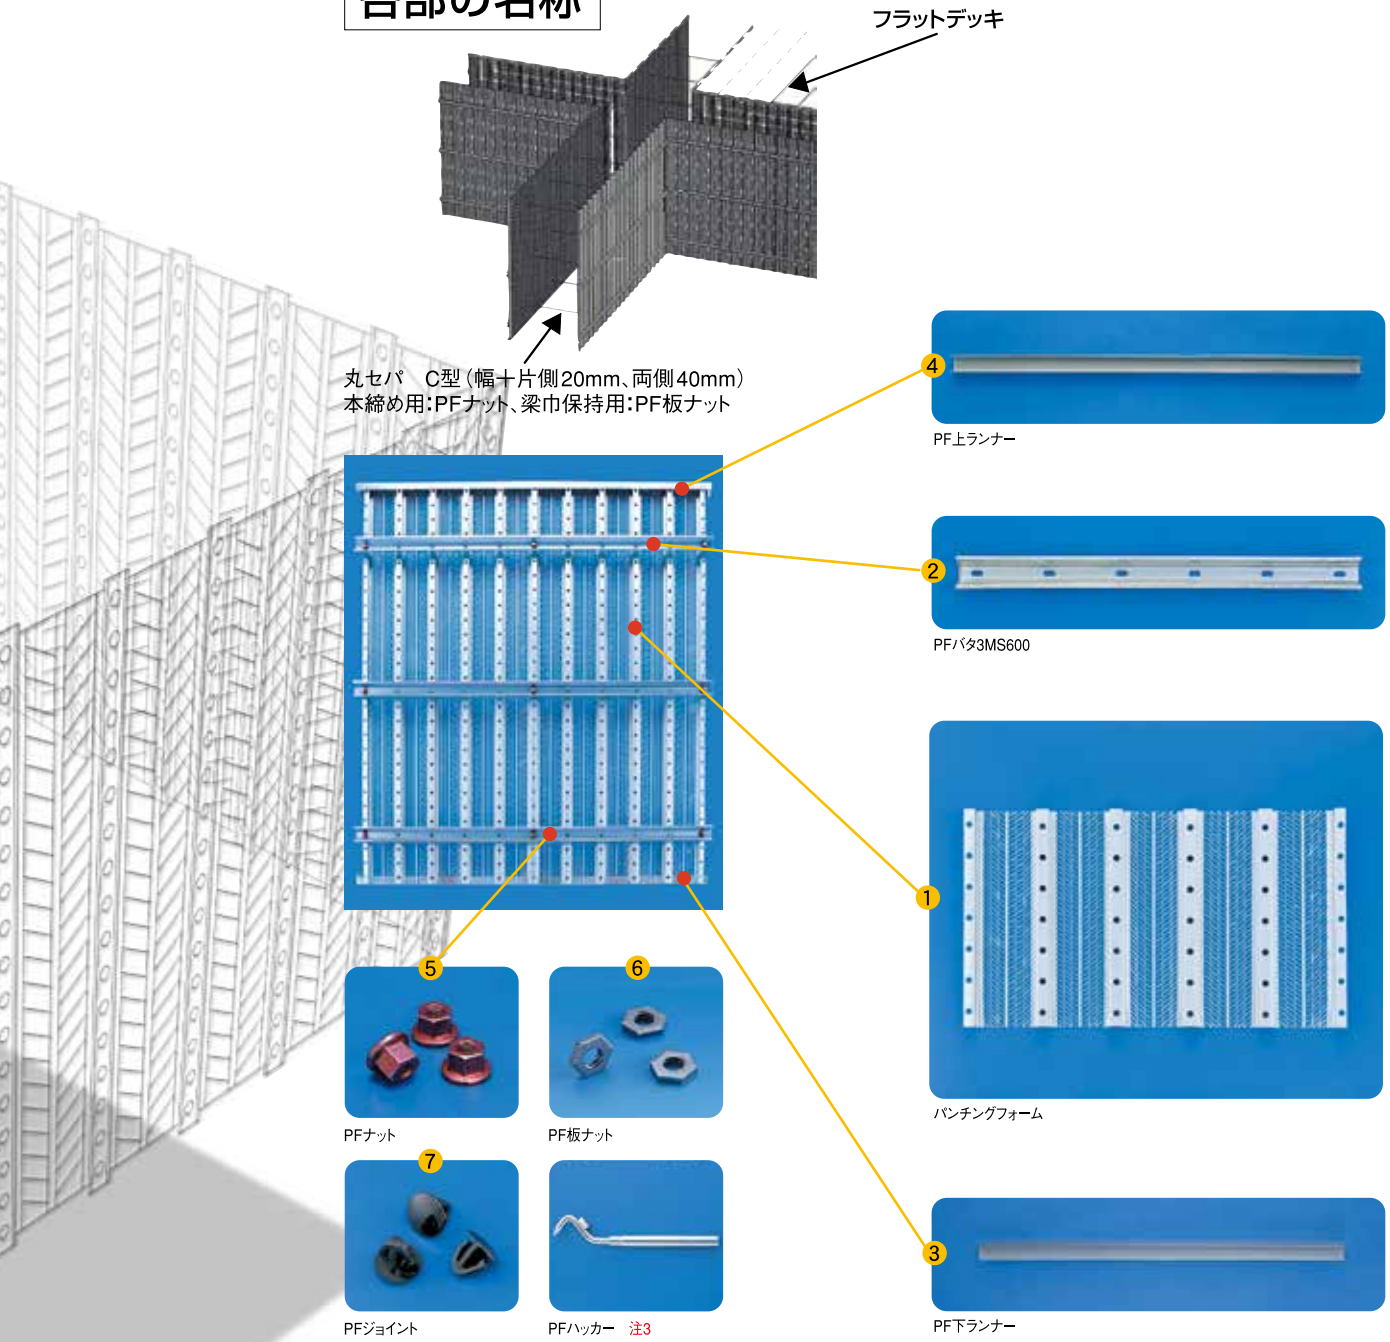 各部の名称
フラットデッキ
丸セパ　C型（幅＋片側20mm、両側40mm）
本締め用：PFナット、梁巾保持用：PF板ナット
4
PF上ランナー
2
PFバタ3MS600
1
パンチングフォーム
5
PFナット
6
PF板ナット
7
PFジョイント
PFハッカー　注3
3
PF下ランナー